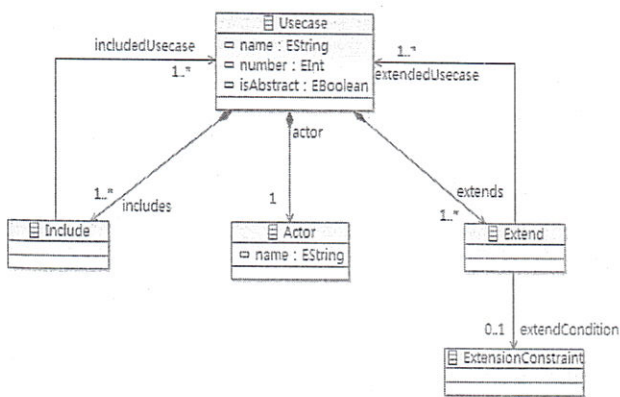 Usecase
name : EString
number : EInt
isAbstract : EBoolean
includedUsecase
1..*
1..*
extendedUsecase
actor
1..*
includes
1
extends
1..*
Include
Actor
name : EString
Extend
0..1 extendCondition
ExtensionConstraint